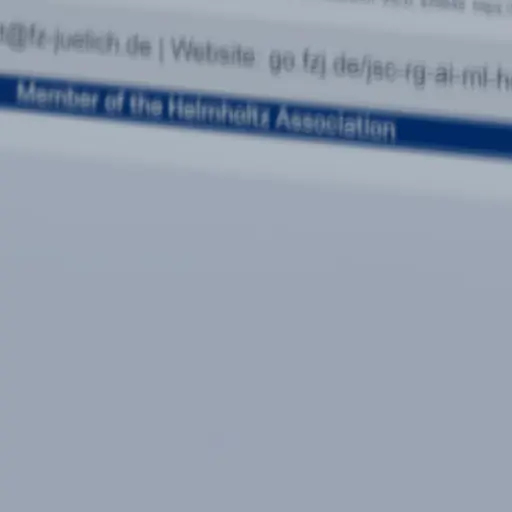 @fz-juelich.de | Website go.fzj.de/jsc-rg-ai-ml-h
Member of the Helmholtz Association